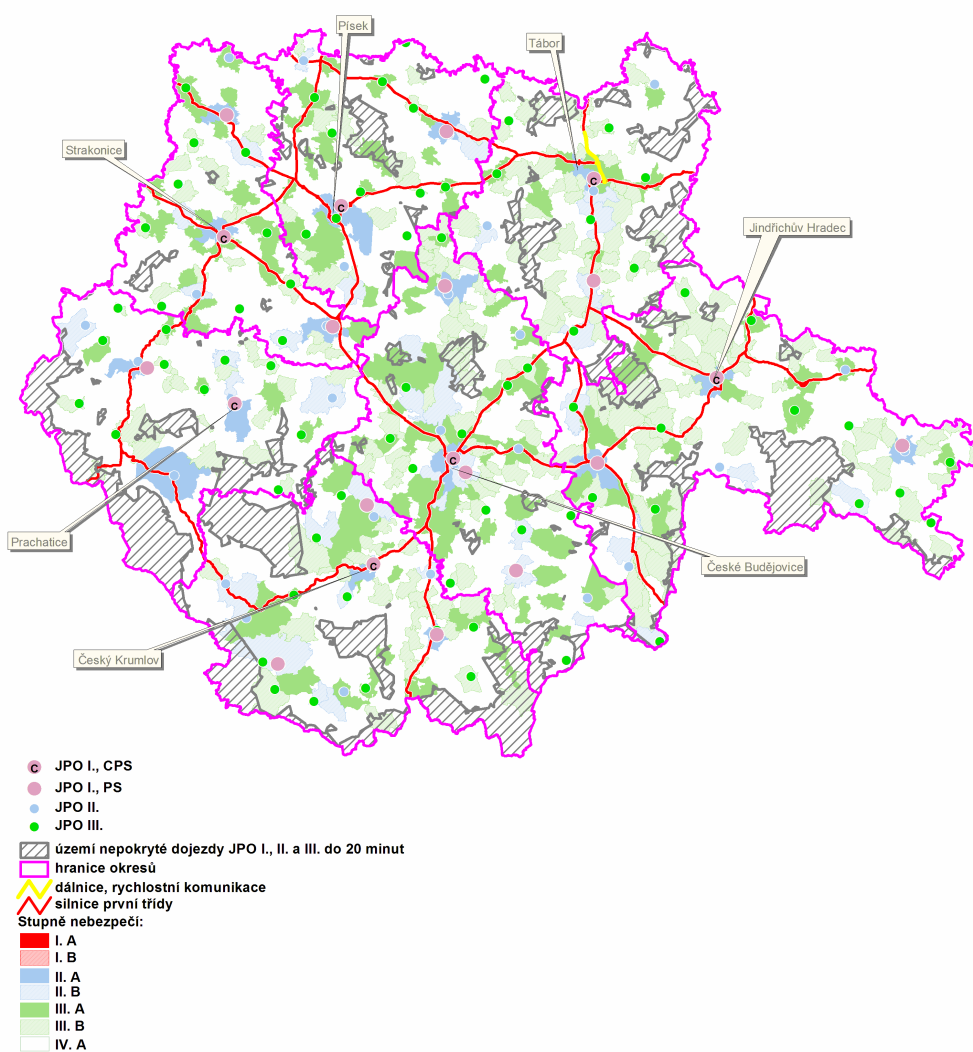 Písek
Tábor
Strakonice
C
C
C
Jindřichův Hradec
C
C
C
Prachatice
České Budějovice
C
Český Krumlov
C JPO I., CPS
JPO I., PS
JPO II.
JPO III.
území nepokryté dojezdy JPO I., II. a III. do 20 minut
hranice okresů
dálnice, rychlostní komunikace
silnice první třídy
Stupně nebezpečí:
I. A
I. B
II. A
II. B
III. A
III. B
IV. A